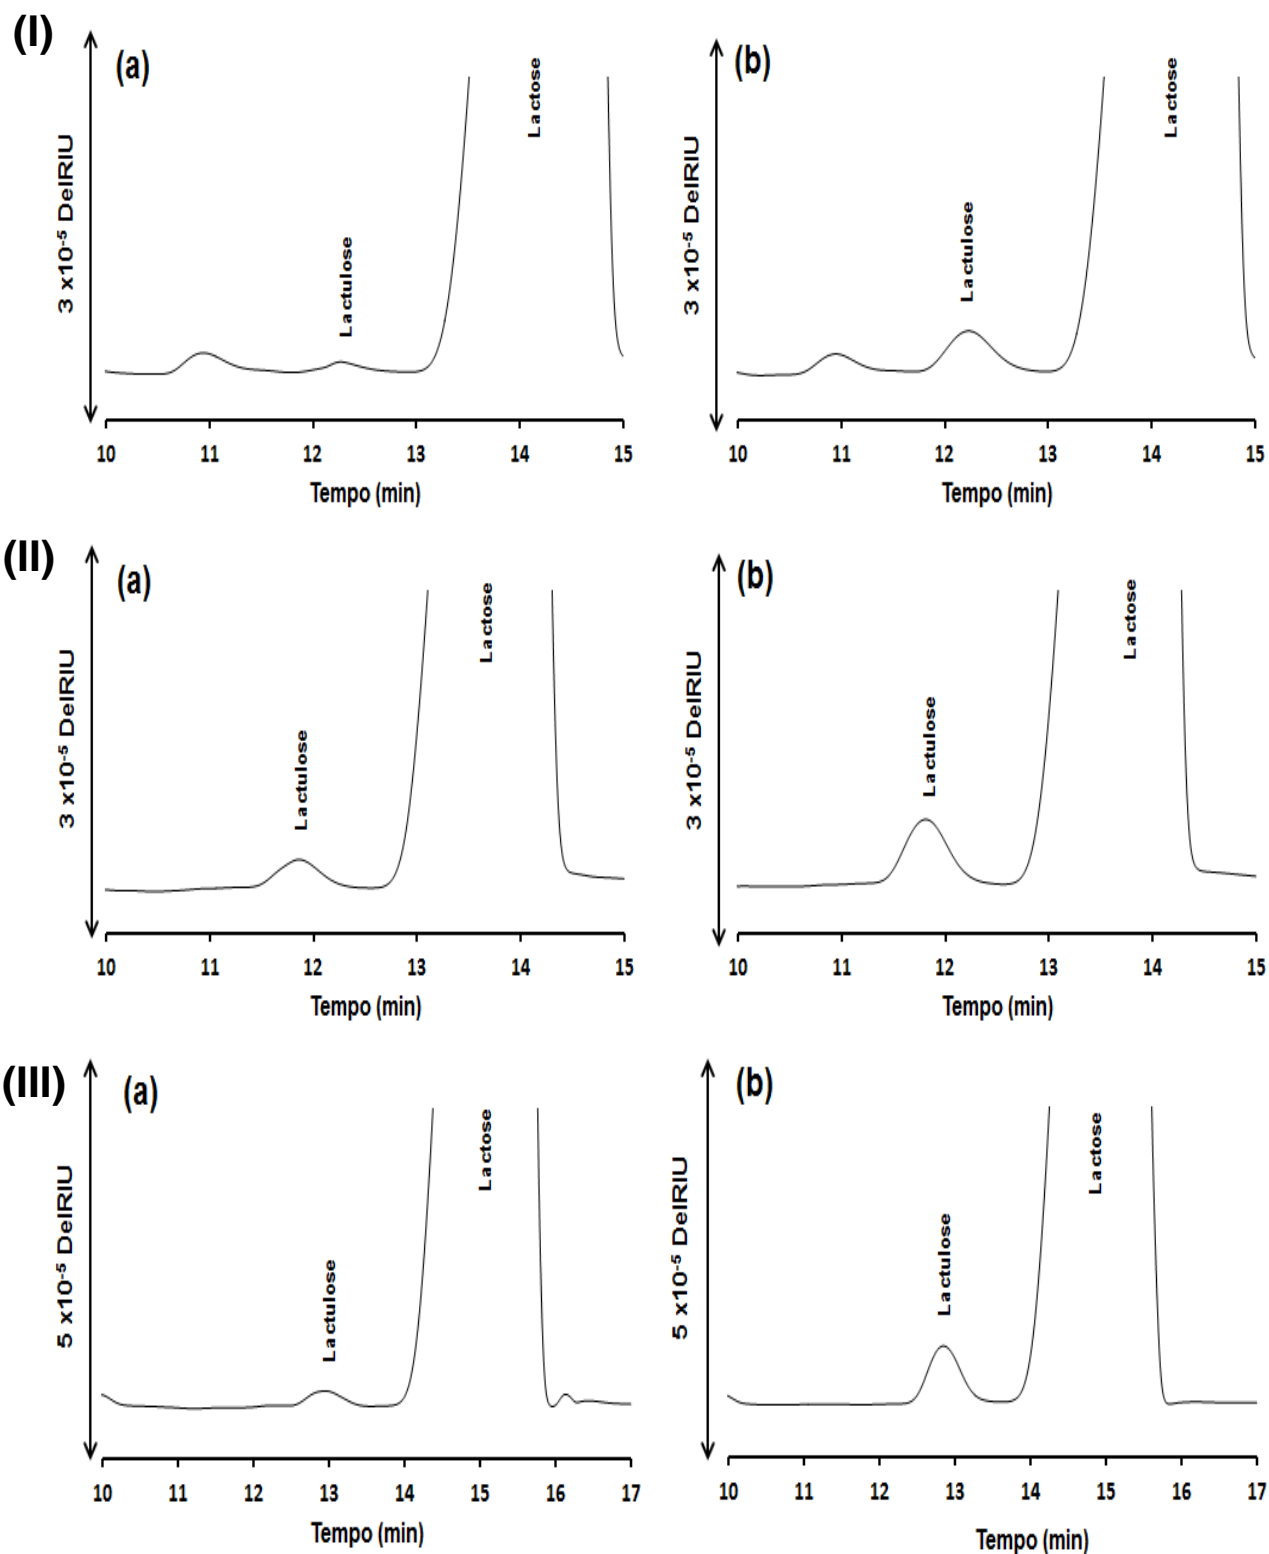 (I)
(a)
3 x10⁻⁵ DelRIU
Lactulose
Lactose
10 11 12 13 14 15
Tempo (min)
(b)
3 x10⁻⁵ DelRIU
Lactulose
Lactose
10 11 12 13 14 15
Tempo (min)
(II)
(a)
3 x10⁻⁵ DelRIU
Lactulose
Lactose
10 11 12 13 14 15
Tempo (min)
(b)
3 x10⁻⁵ DelRIU
Lactulose
Lactose
10 11 12 13 14 15
Tempo (min)
(III)
(a)
5 x10⁻⁵ DelRIU
Lactulose
Lactose
10 11 12 13 14 15 16 17
Tempo (min)
(b)
5 x10⁻⁵ DelRIU
Lactulose
Lactose
10 11 12 13 14 15 16 17
Tempo (min)